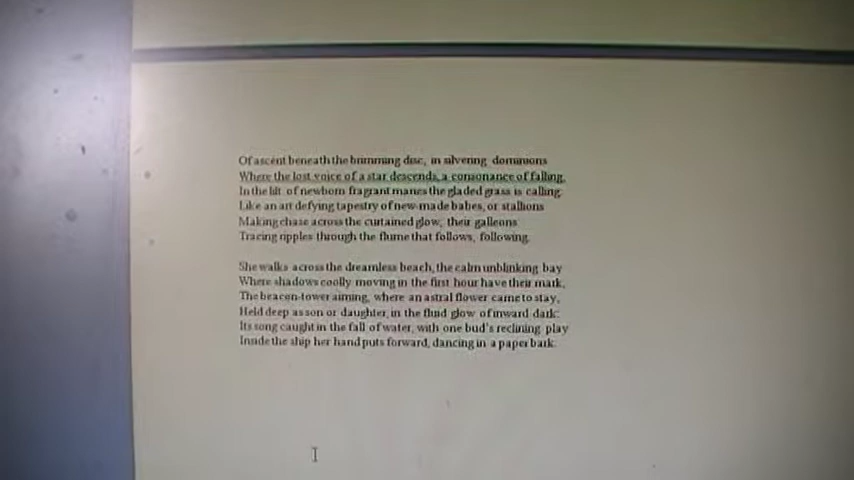 Of ascent beneath the brimming disc, in silvering dominions
Where the lost voice of a star descends, a consonance of falling,
In the lilt of newborn fragrant manes the gladed grass is calling:
Like an art defying tapestry of new-made babes, or stallions
Making chase across the curtained glow, their galleons
Tracing ripples through the flume that follows, following.
She walks across the dreamless beach, the calm unblinking bay
Where shadows coolly moving in the first hour have their mark,
The beacon-tower aiming, where an astral flower came to stay,
Held deep as son or daughter, in the fluid glow of inward dark:
Its song caught in the fall of water, with one bud's reclining play
Inside the ship her hand puts forward, dancing in a paper bark.